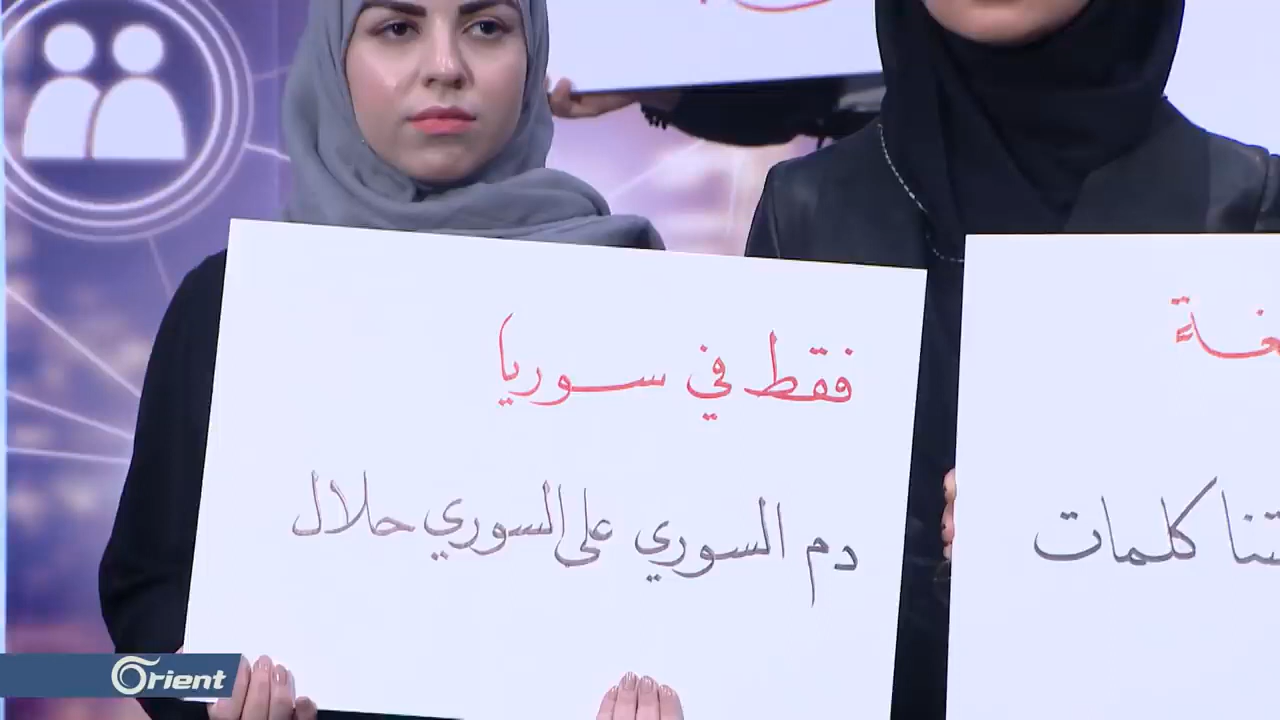 فقط في سوريا
دم السوري على السوري حلال
كلمات
Orient